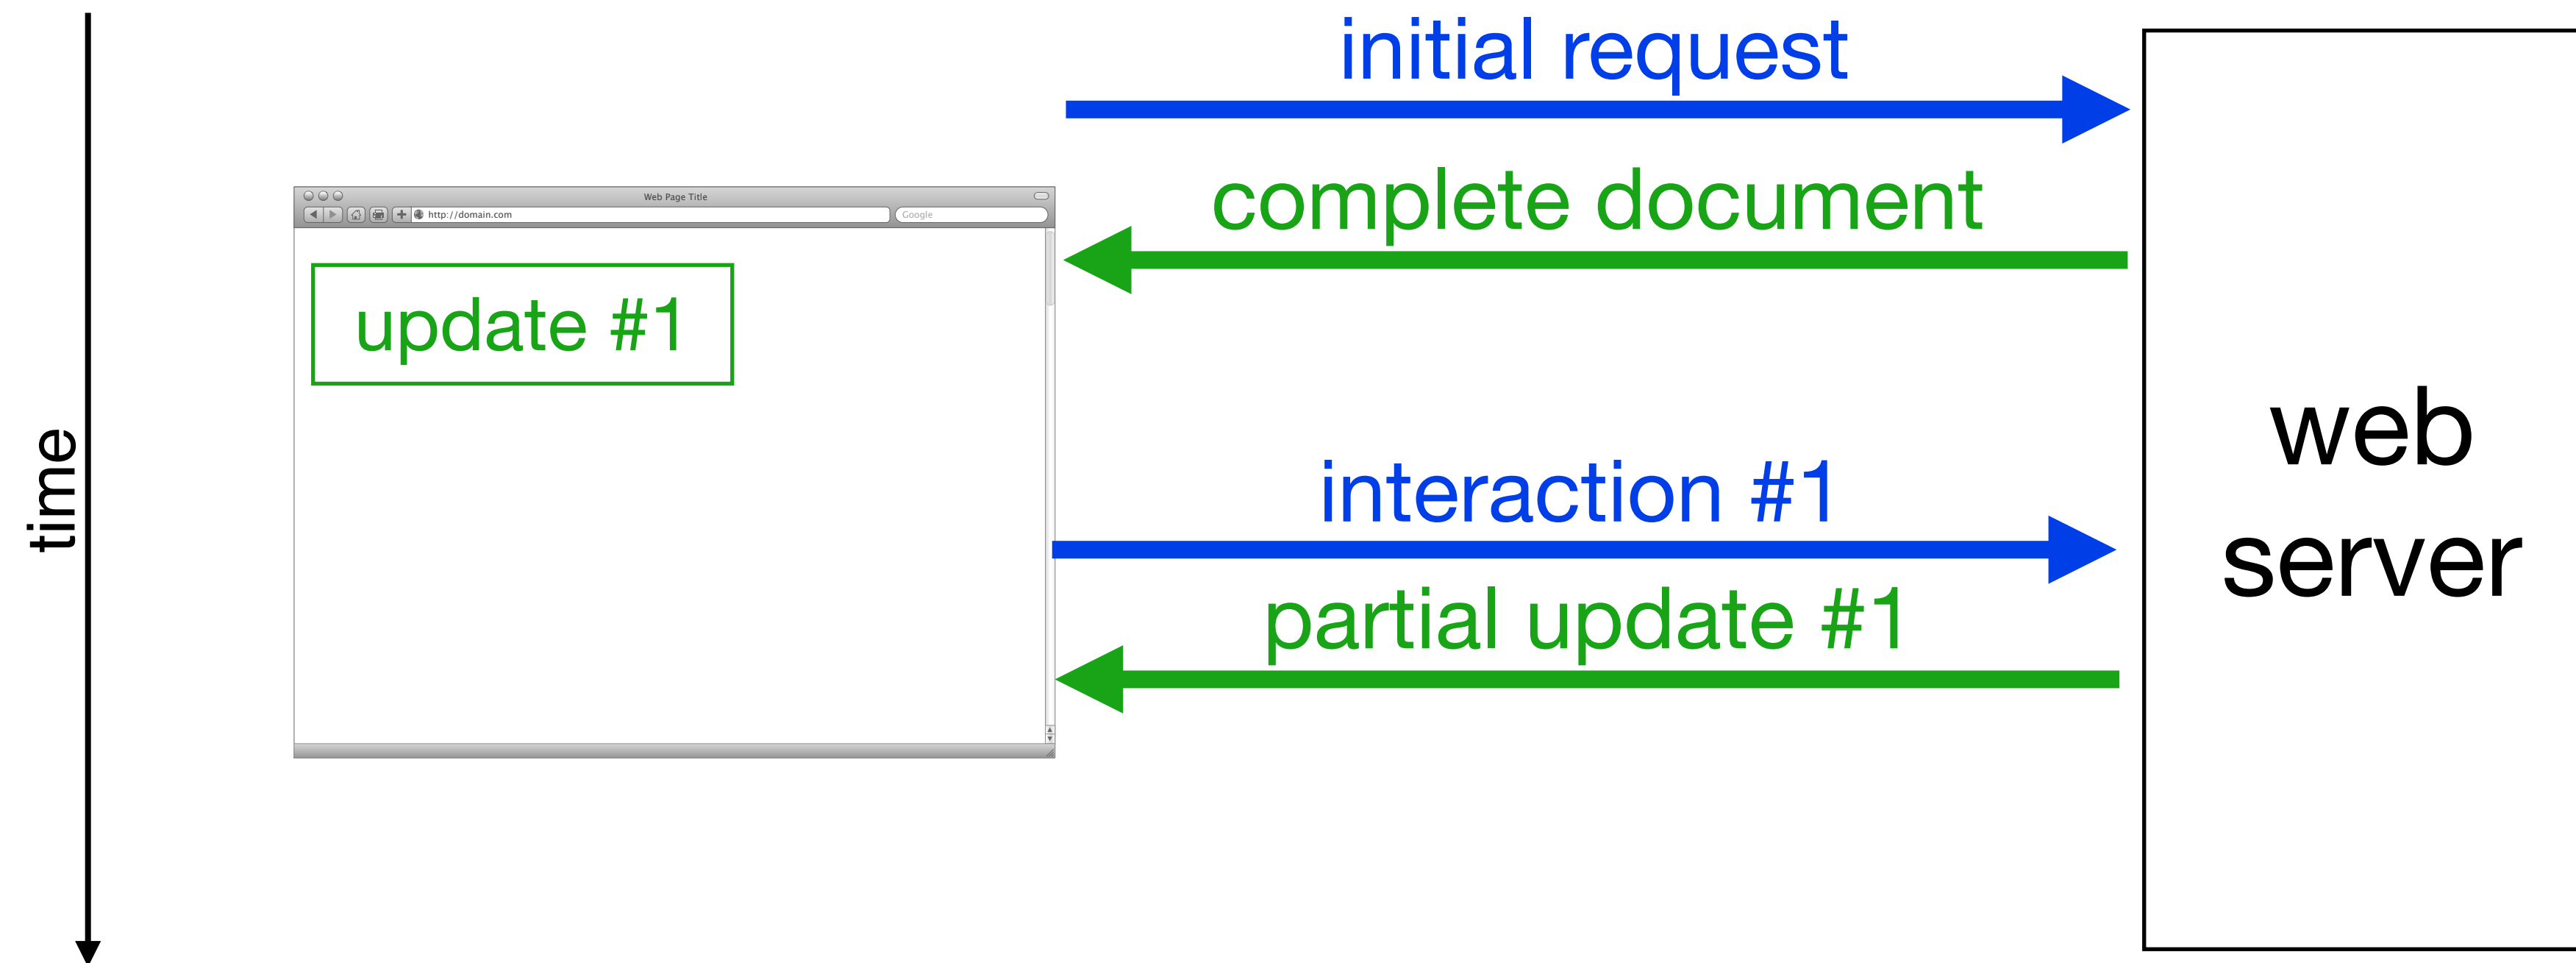 initial request
complete document
Web Page Title
http://domain.com
Google
update #1
time
interaction #1
partial update #1
web
server